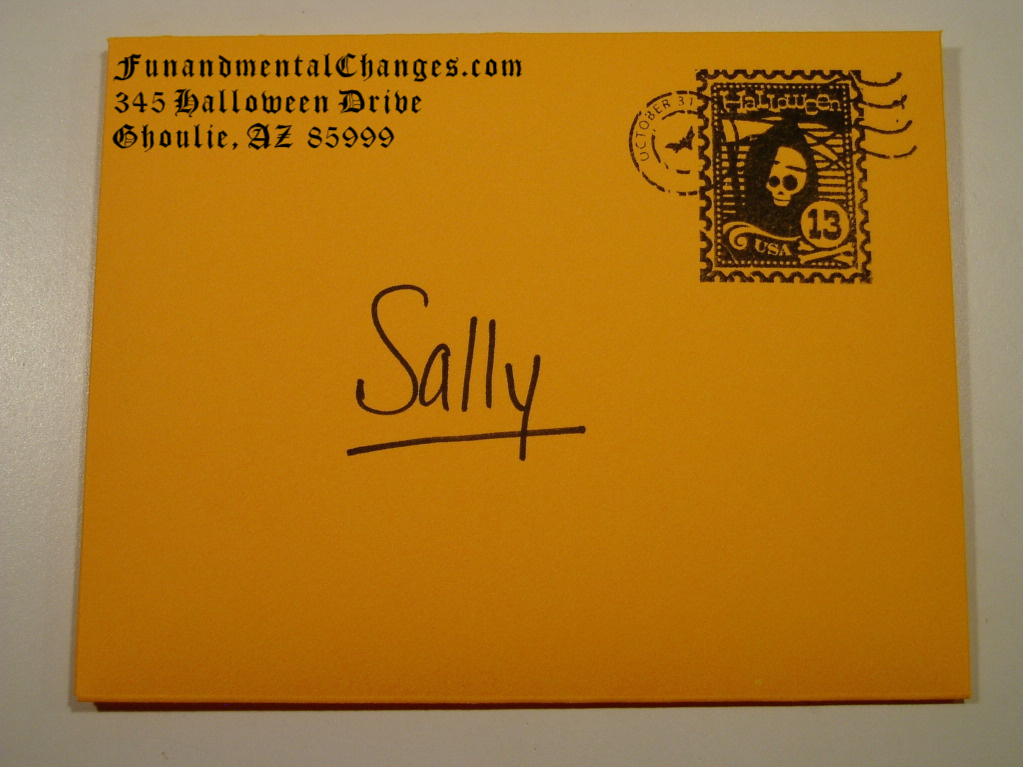 FunandmentalChanges.com
345 Halloween Drive
Ghoulie, AZ 85999
OCTOBER 31
Halloween
13
USA
Sally